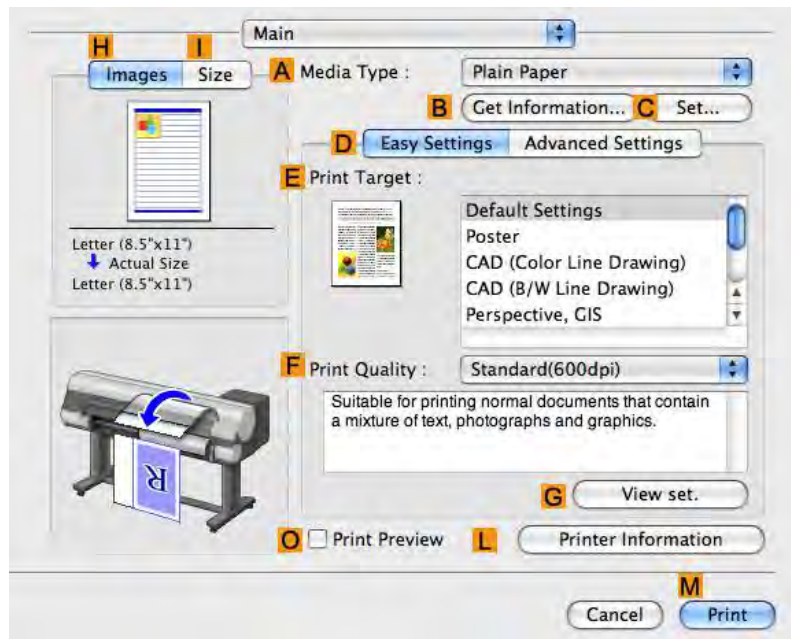 Main
H
I
Images
Size
A Media Type :
Plain Paper
B Get Information...
C Set...
D Easy Settings
Advanced Settings
E Print Target :
Default Settings
Poster
CAD (Color Line Drawing)
CAD (B/W Line Drawing)
Perspective, GIS
Letter (8.5"x11")
Actual Size
Letter (8.5"x11")
F Print Quality :
Standard(600dpi)
Suitable for printing normal documents that contain
a mixture of text, photographs and graphics.
R
G View set.
O Print Preview
L Printer Information
M
Cancel
Print